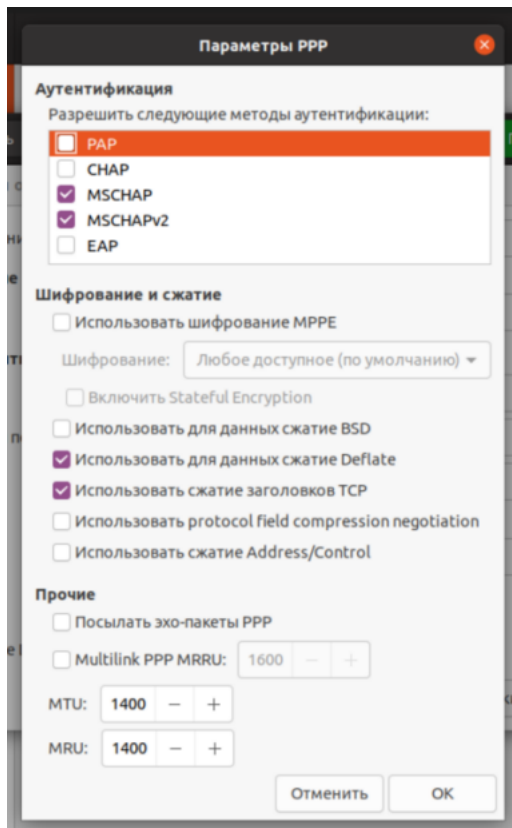 Параметры PPP
Аутентификация
Разрешить следующие методы аутентификации:
PAP
CHAP
MSCHAP
MSCHAPv2
EAP
Шифрование и сжатие
Использовать шифрование MPPE
Шифрование: Любое доступное (по умолчанию)
Включить Stateful Encryption
Использовать для данных сжатие BSD
Использовать для данных сжатие Deflate
Использовать сжатие заголовков TCP
Использовать protocol field compression negotiation
Использовать сжатие Address/Control
Прочие
Посылать эхо-пакеты PPP
Multilink PPP MRRU: 1600 − +
MTU: 1400 − +
MRU: 1400 − +
Отменить OK